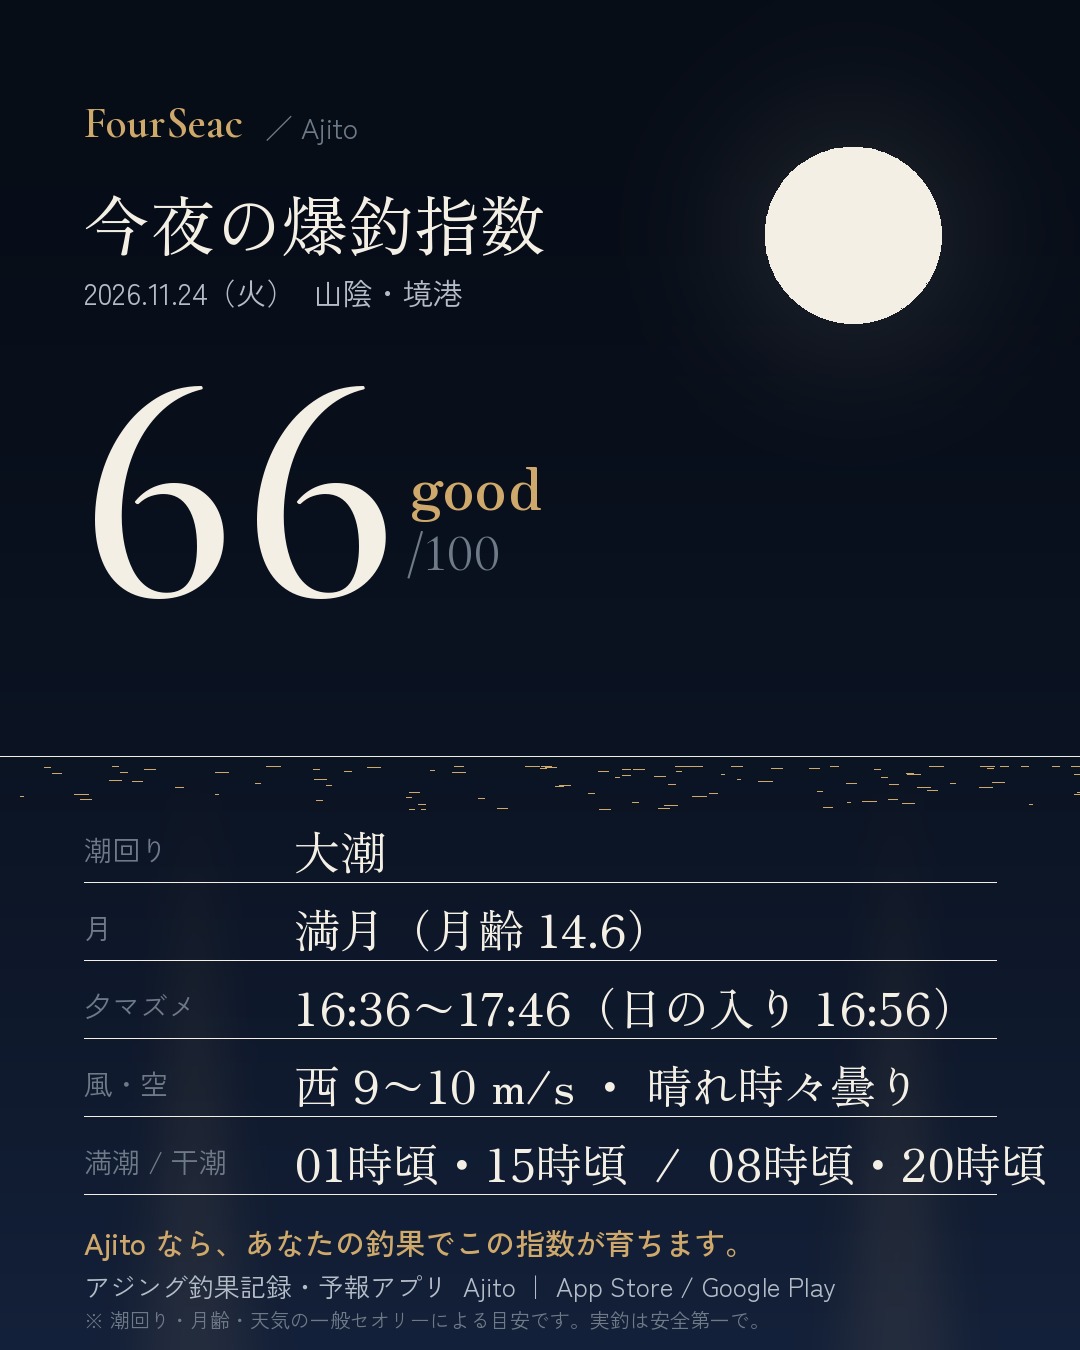 FourSeac ／ Ajito
今夜の爆釣指数
2026.11.24（火） 山陰・境港
66 good
/100
潮回り 大潮
月 満月（月齢 14.6）
夕マズメ 16:36〜17:46（日の入り 16:56）
風・空 西 9〜10 m/s ・ 晴れ時々曇り
満潮 / 干潮 01時頃・15時頃 ／ 08時頃・20時頃
Ajito なら、あなたの釣果でこの指数が育ちます。
アジング釣果記録・予報アプリ Ajito ｜ App Store / Google Play
※ 潮回り・月齢・天気の一般セオリーによる目安です。実釣は安全第一で。